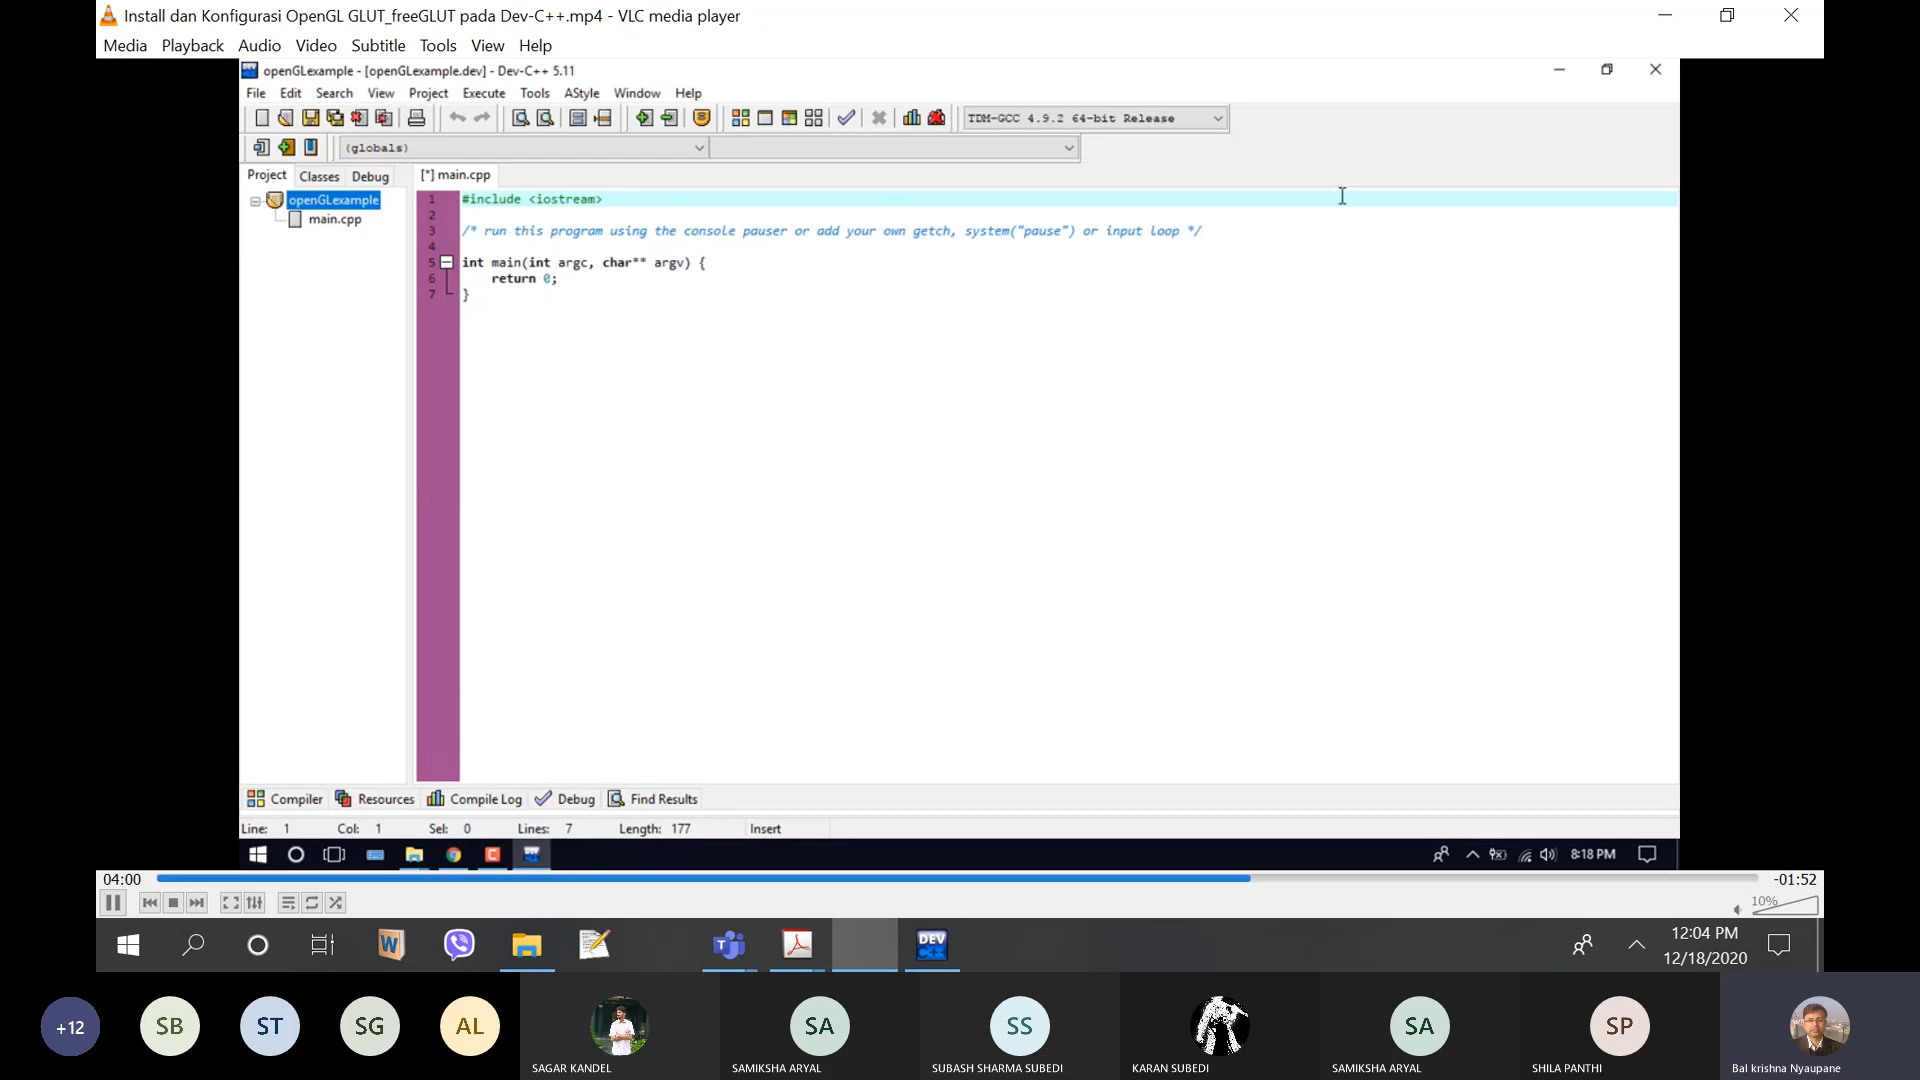 Install dan Konfigurasi OpenGL GLUT_freeGLUT pada Dev-C++.mp4 - VLC media player
Media Playback Audio Video Subtitle Tools View Help
openGLexample - [openGLexample.dev] - Dev-C++ 5.11
File Edit Search View Project Execute Tools AStyle Window Help
TDM-GCC 4.9.2 64-bit Release
(globals)
Project Classes Debug
[*] main.cpp
openGLexample
main.cpp
1 #include <iostream>
2
3 /* run this program using the console pauser or add your own getch, system("pause") or input loop */
4
5 int main(int argc, char** argv) {
6 return 0;
7 }
Compiler Resources Compile Log Debug Find Results
Line: 1 Col: 1 Sel: 0 Lines: 7 Length: 177 Insert
8:18 PM
04:00 -01:52
10%
W T DEV C++
12:04 PM
12/18/2020
+12 SB ST SG AL SA SS SA SP
SAGAR KANDEL SAMIKSHA ARYAL SUBASH SHARMA SUBEDI KARAN SUBEDI SAMIKSHA ARYAL SHILA PANTHI Bal krishna Nyaupane